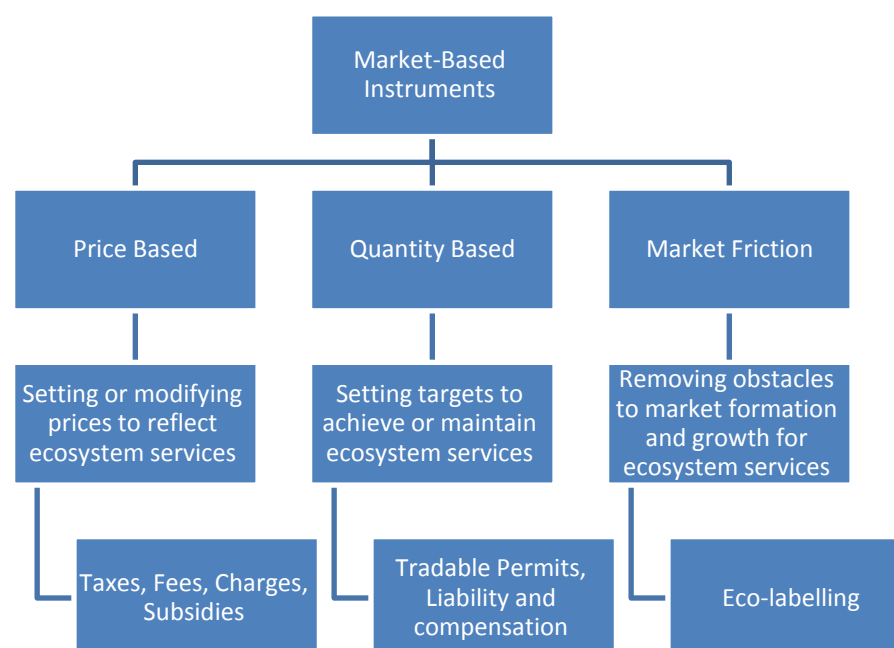 Market-Based
Instruments
Price Based
Quantity Based
Market Friction
Setting or modifying
prices to reflect
ecosystem services
Setting targets to
achieve or maintain
ecosystem services
Removing obstacles
to market formation
and growth for
ecosystem services
Taxes, Fees, Charges,
Subsidies
Tradable Permits,
Liability and
compensation
Eco-labelling